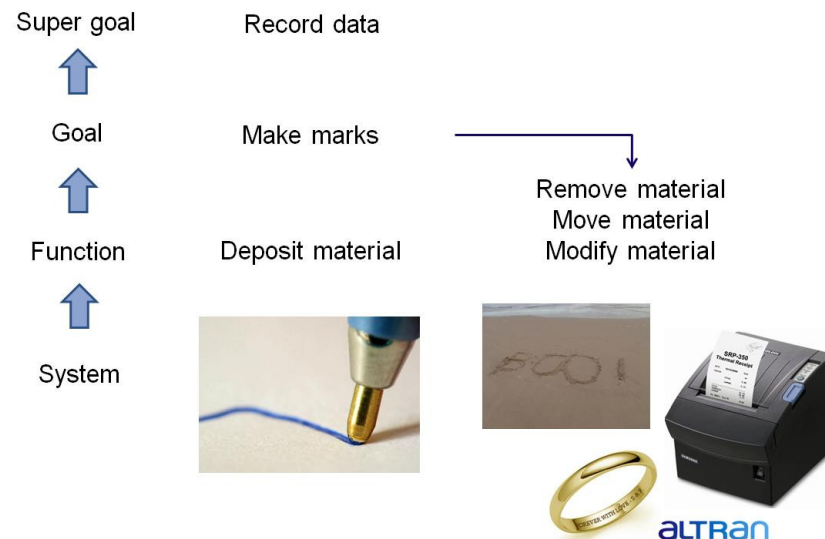 Super goal
Record data
Goal
Make marks
Remove material
Move material
Modify material
Function
Deposit material
System
SRP-350
Thermal Receipt
FOREVER WITH LOVE
ALTRAN